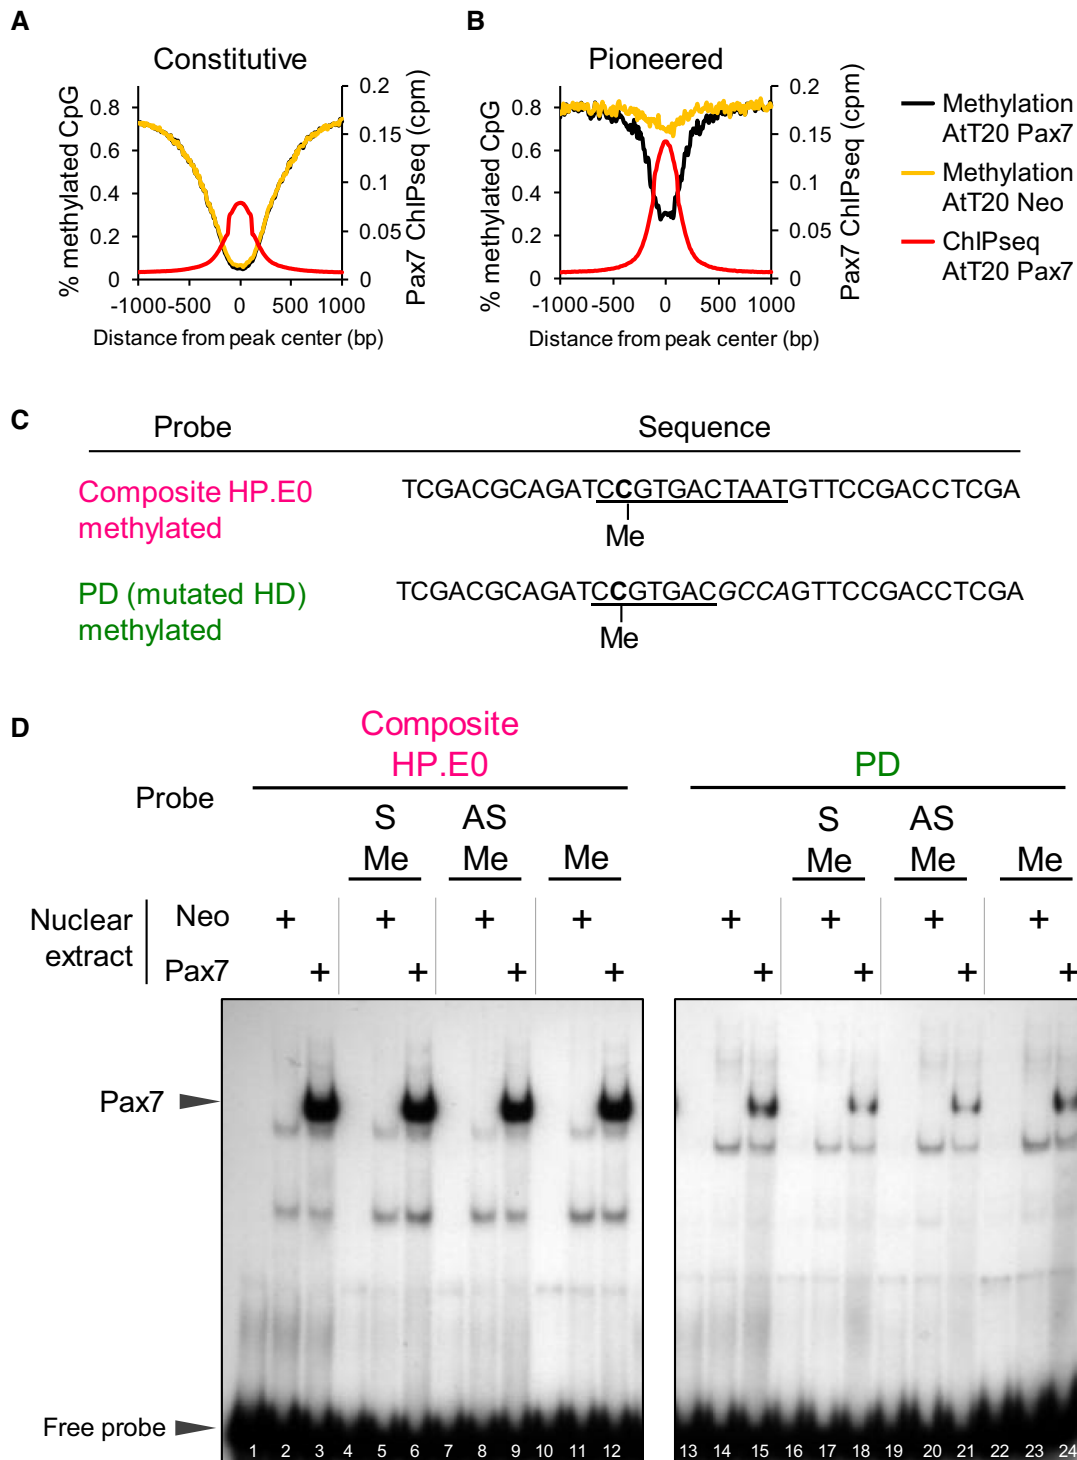 A
B
Constitutive
Pioneered
% methylated CpG
0.8
0.6
0.4
0.2
0
0.2
0.15
0.1
0.05
0
Pax7 ChIPseq (cpm)
-1000 -500 0 500 1000
Distance from peak center (bp)
% methylated CpG
0.8
0.6
0.4
0.2
0
0.2
0.15
0.1
0.05
0
Pax7 ChIPseq (cpm)
-1000 -500 0 500 1000
Distance from peak center (bp)
Methylation
AtT20 Pax7
Methylation
AtT20 Neo
ChIPseq
AtT20 Pax7
C
Probe Sequence
Composite HP.E0
methylated
TCGACGCAGATCCGTGACTAATGTTCCGACCTCGA
Me
PD (mutated HD)
methylated
TCGACGCAGATCCGTGACGCCAGTTCCGACCTCGA
Me
D
Composite
HP.E0
PD
Probe
S
Me
AS
Me
Me
S
Me
AS
Me
Me
Nuclear
extract
Neo + + + + + + + +
Pax7 + + + + + + + +
Pax7
Free probe
1 2 3 4 5 6 7 8 9 10 11 12
13 14 15 16 17 18 19 20 21 22 23 24